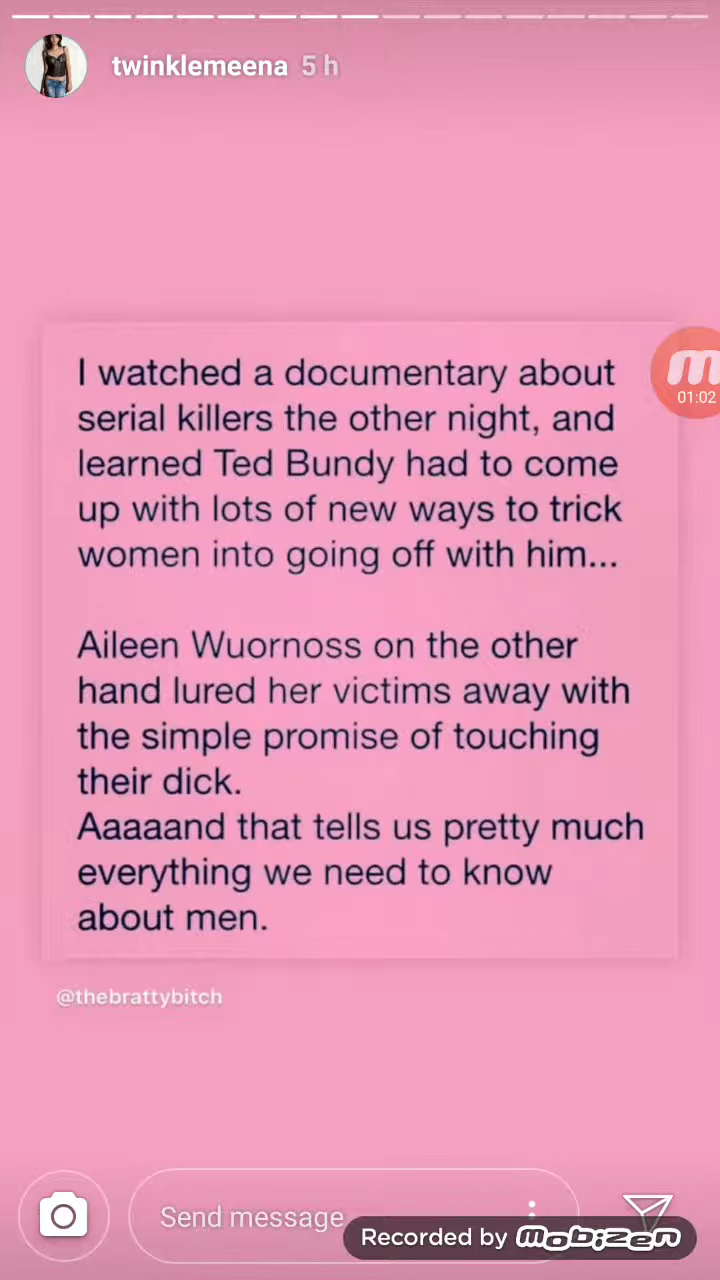 twinklemeena 5 h
I watched a documentary about
serial killers the other night, and
learned Ted Bundy had to come
up with lots of new ways to trick
women into going off with him...
Aileen Wuornoss on the other
hand lured her victims away with
the simple promise of touching
their dick.
Aaaaand that tells us pretty much
everything we need to know
about men.
m
01:02
@thebrattybitch
Send message
Recorded by mobizen